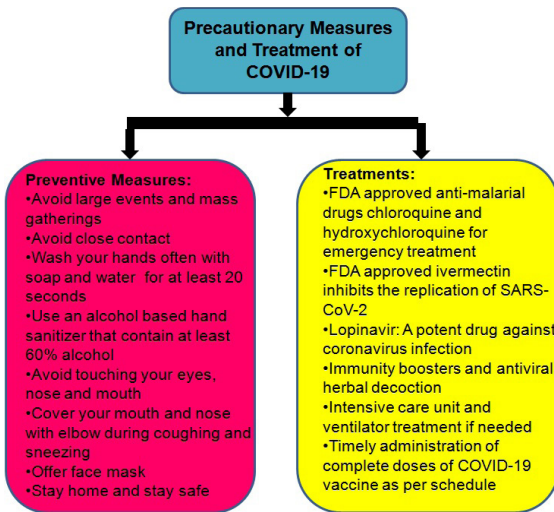 Precautionary Measures
and Treatment of
COVID-19
Preventive Measures:
•Avoid large events and mass
gatherings
•Avoid close contact
•Wash your hands often with
soap and water for at least 20
seconds
•Use an alcohol based hand
sanitizer that contain at least
60% alcohol
•Avoid touching your eyes,
nose and mouth
•Cover your mouth and nose
with elbow during coughing and
sneezing
•Offer face mask
•Stay home and stay safe
Treatments:
•FDA approved anti-malarial
drugs chloroquine and
hydroxychloroquine for
emergency treatment
•FDA approved ivermectin
inhibits the replication of SARS-
CoV-2
•Lopinavir: A potent drug against
coronavirus infection
•Immunity boosters and antiviral
herbal decoction
•Intensive care unit and
ventilator treatment if needed
•Timely administration of
complete doses of COVID-19
vaccine as per schedule